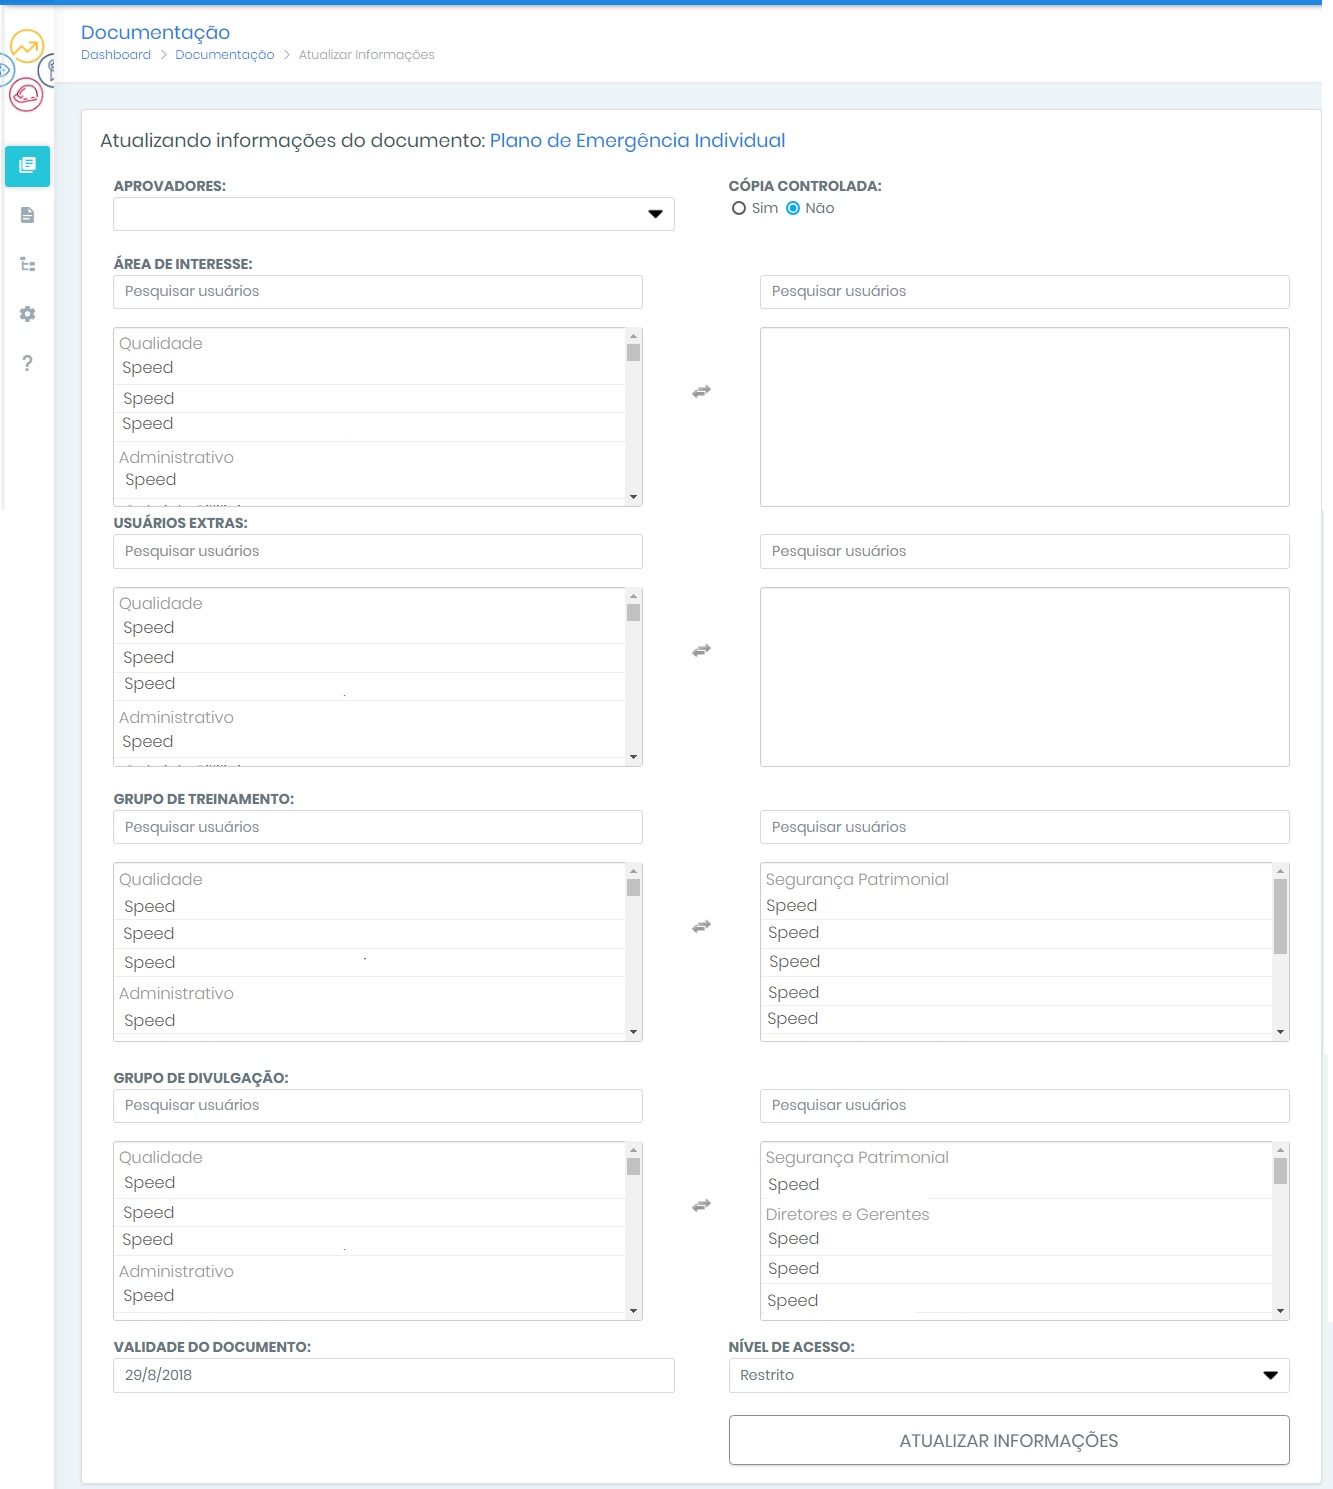 Documentação
Dashboard > Documentação > Atualizar Informações
Atualizando informações do documento: Plano de Emergência Individual
APROVADORES:
CÓPIA CONTROLADA:
Sim Não
ÁREA DE INTERESSE:
Pesquisar usuários
Pesquisar usuários
Qualidade
Speed
Speed
Speed
Administrativo
Speed
USUÁRIOS EXTRAS:
Pesquisar usuários
Pesquisar usuários
Qualidade
Speed
Speed
Speed
Administrativo
Speed
GRUPO DE TREINAMENTO:
Pesquisar usuários
Pesquisar usuários
Qualidade
Speed
Speed
Speed
Administrativo
Speed
Segurança Patrimonial
Speed
Speed
Speed
Speed
Speed
GRUPO DE DIVULGAÇÃO:
Pesquisar usuários
Pesquisar usuários
Qualidade
Speed
Speed
Speed
Administrativo
Speed
Segurança Patrimonial
Speed
Diretores e Gerentes
Speed
Speed
Speed
VALIDADE DO DOCUMENTO:
29/8/2018
NÍVEL DE ACESSO:
Restrito
ATUALIZAR INFORMAÇÕES